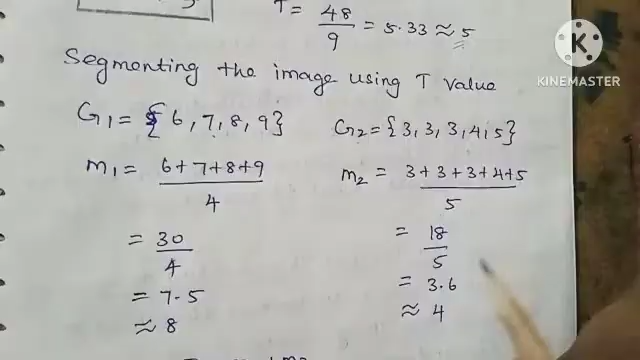 T = 48/9 = 5.33 ≈ 5
Segmenting the image using T value
G1 = { 6, 7, 8, 9}
G2 = {3, 3, 3, 4, 5}
m1 = 6+7+8+9 / 4
m2 = 3+3+3+4+5 / 5
= 30/4
= 18/5
= 7.5
= 3.6
≈ 8
≈ 4
K
KINEMASTER